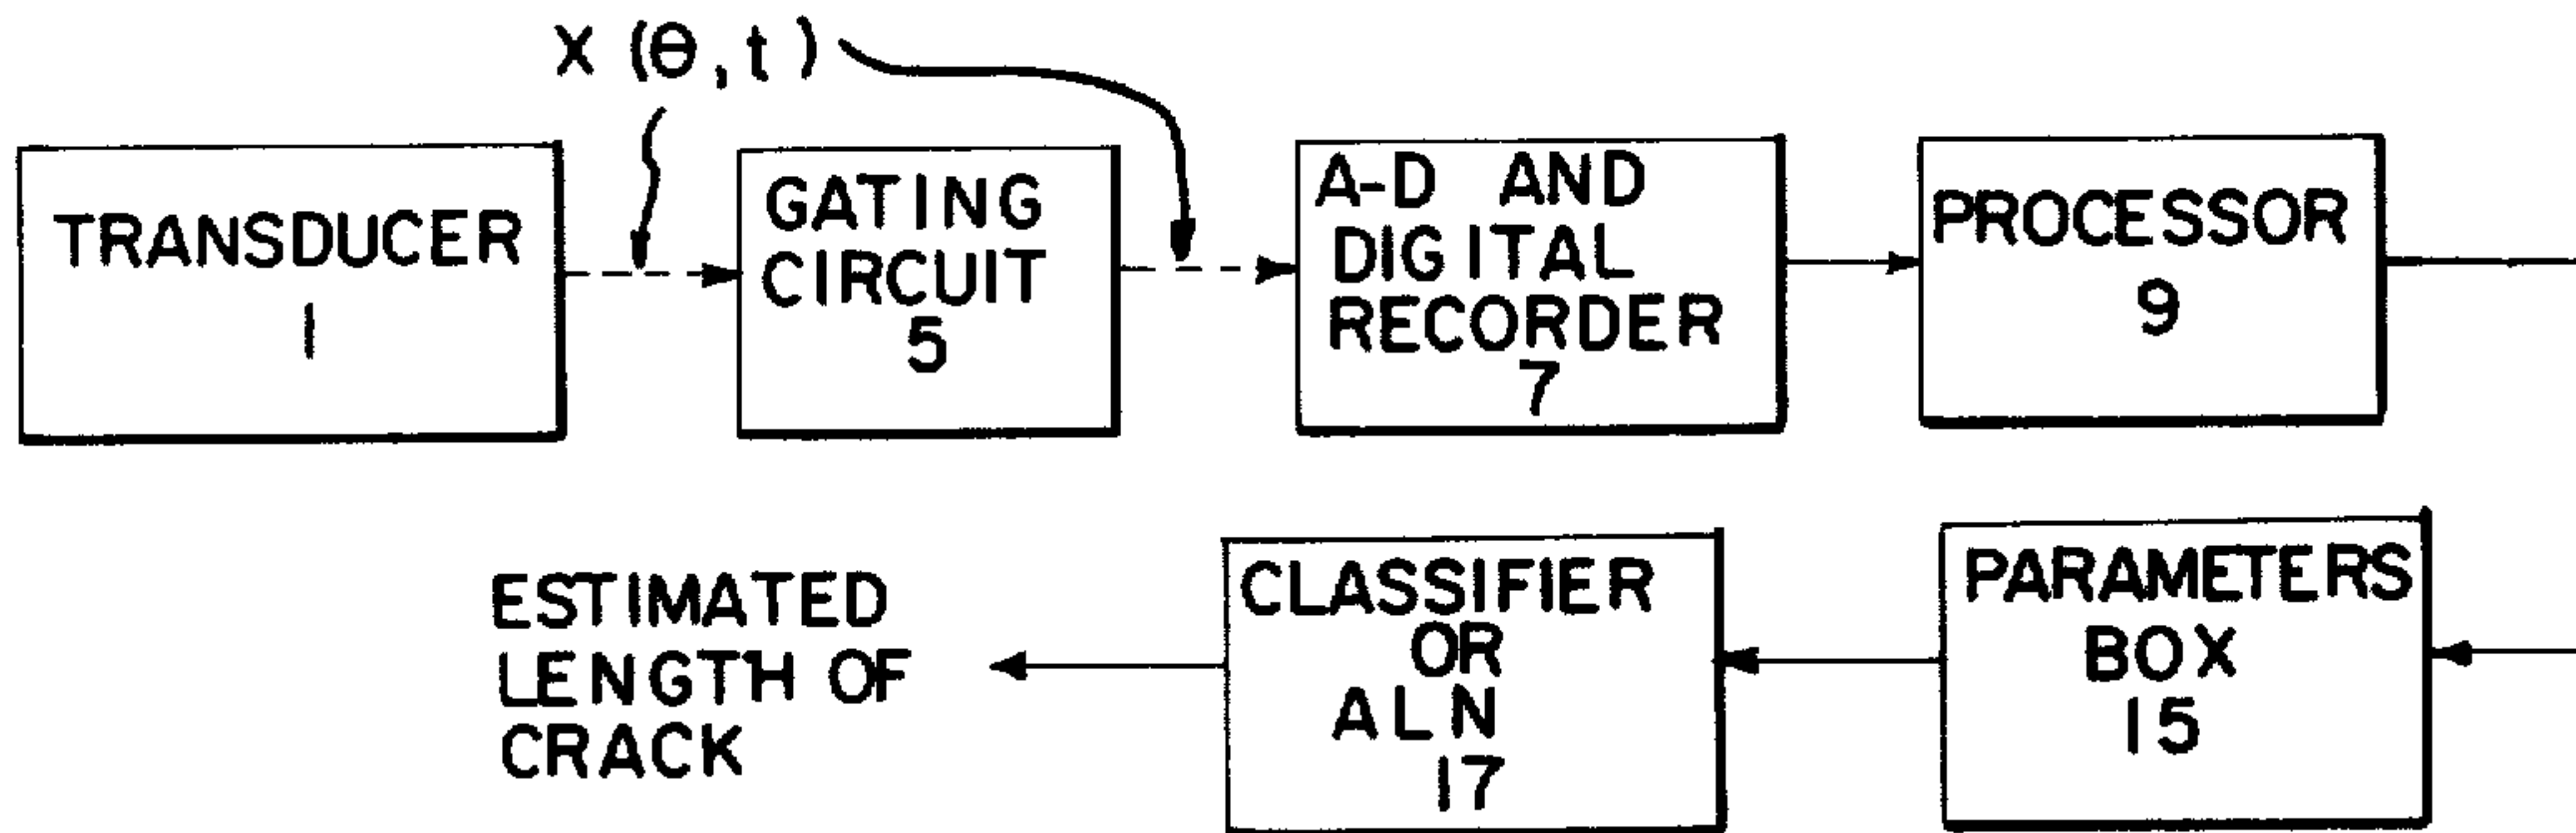 X (θ, t)
TRANSDUCER
1
GATING
CIRCUIT
5
A-D AND
DIGITAL
RECORDER
7
PROCESSOR
9
ESTIMATED
LENGTH OF
CRACK
CLASSIFIER
OR
ALN
17
PARAMETERS
BOX
15